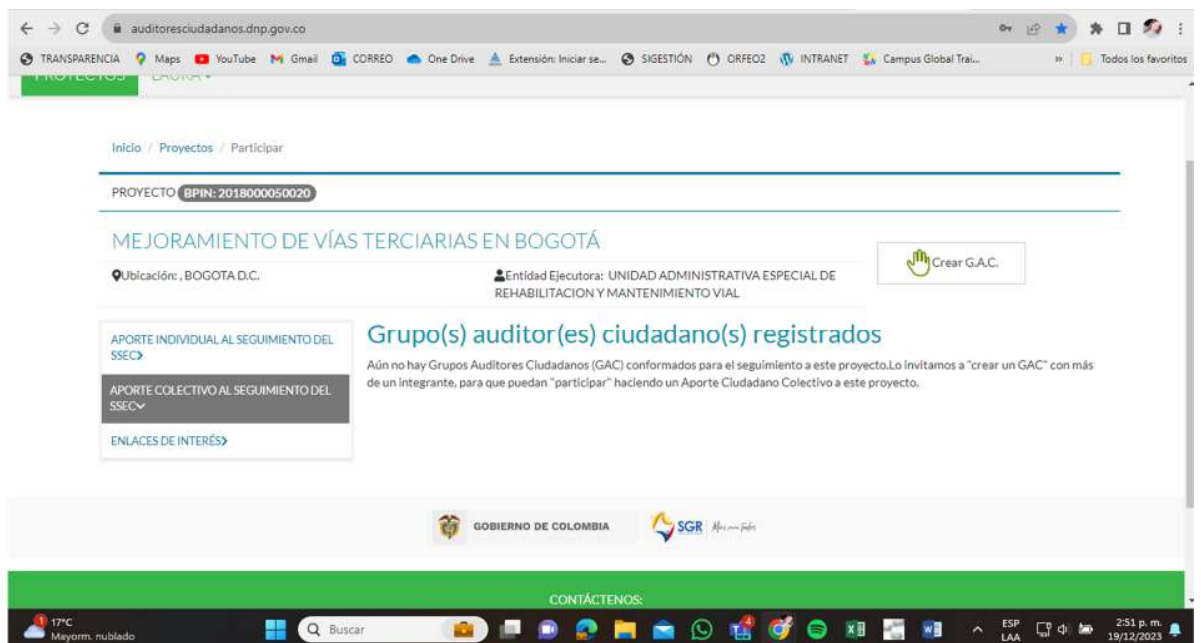 auditoresciudadanos.dnp.gov.co
TRANSPARENCIA Maps YouTube Gmail CORREO One Drive Extensión: Iniciar se... SIGESTIÓN ORFEO2 INTRANET Campus Global Trai... » Todos los favoritos
PROYECTOS LAURA
Inicio / Proyectos / Participar
PROYECTO BPIN: 2018000050020
MEJORAMIENTO DE VÍAS TERCIARIAS EN BOGOTÁ
Crear G.A.C.
Ubicación: , BOGOTA D.C.
Entidad Ejecutora: UNIDAD ADMINISTRATIVA ESPECIAL DE
REHABILITACION Y MANTENIMIENTO VIAL
APORTE INDIVIDUAL AL SEGUIMIENTO DEL
SSEC
APORTE COLECTIVO AL SEGUIMIENTO DEL
SSEC
ENLACES DE INTERÉS
Grupo(s) auditor(es) ciudadano(s) registrados
Aún no hay Grupos Auditores Ciudadanos (GAC) conformados para el seguimiento a este proyecto.Lo invitamos a "crear un GAC" con más
de un integrante, para que puedan "participar" haciendo un Aporte Ciudadano Colectivo a este proyecto.
GOBIERNO DE COLOMBIA
SGR
CONTÁCTENOS:
1
17°C
Mayorm. nublado
Buscar
ESP
LAA
2:51 p. m.
19/12/2023